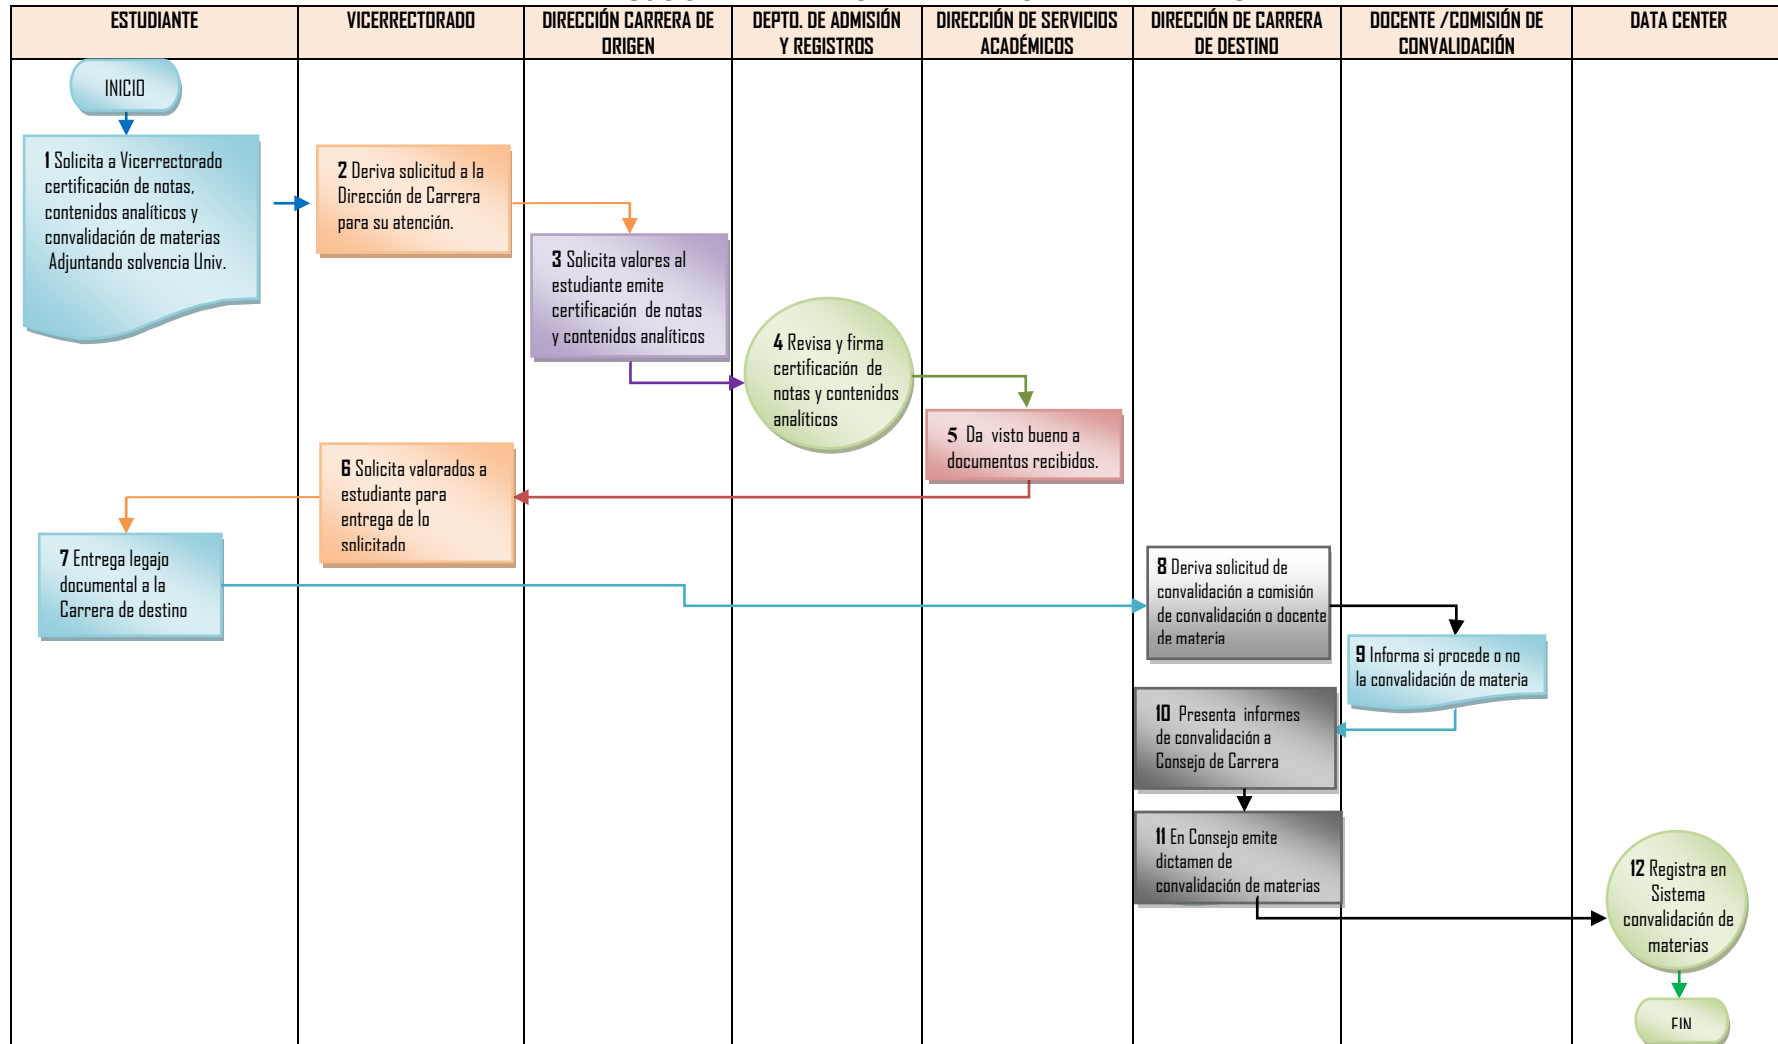 ESTUDIANTE
VICERRECTORADO
DIRECCIÓN CARRERA DE
ORIGEN
DEPTO. DE ADMISIÓN
Y REGISTROS
DIRECCIÓN DE SERVICIOS
ACADÉMICOS
DIRECCIÓN DE CARRERA
DE DESTINO
DOCENTE /COMISIÓN DE
CONVALIDACIÓN
DATA CENTER
INICIO
1 Solicita a Vicerrectorado
certificación de notas,
contenidos analíticos y
convalidación de materias
Adjuntando solvencia Univ.
2 Deriva solicitud a la
Dirección de Carrera
para su atención.
3 Solicita valores al
estudiante emite
certificación de notas
y contenidos analíticos
4 Revisa y firma
certificación de
notas y contenidos
analíticos
5 Da visto bueno a
documentos recibidos.
6 Solicita valorados a
estudiante para
entrega de lo
solicitado
7 Entrega legajo
documental a la
Carrera de destino
8 Deriva solicitud de
convalidación a comisión
de convalidación o docente
de materia
9 Informa si procede o no
la convalidación de materia
10 Presenta informes
de convalidación a
Consejo de Carrera
11 En Consejo emite
dictamen de
convalidación de materias
12 Registra en
Sistema
convalidación de
materias
FIN